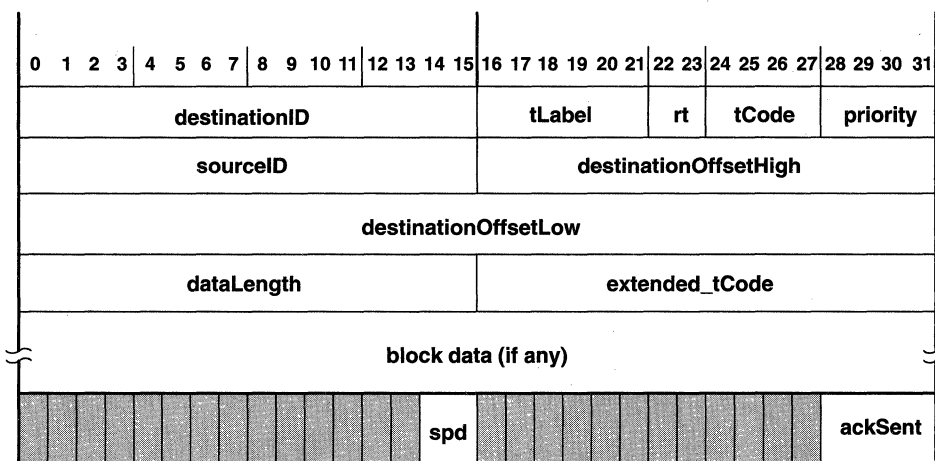 0 1 2 3 4 5 6 7 8 9 10 11 12 13 14 15 16 17 18 19 20 21 22 23 24 25 26 27 28 29 30 31
destinationID tLabel rt tCode priority
sourceID destinationOffsetHigh
destinationOffsetLow
dataLength extended_tCode
block data (if any)
spd ackSent